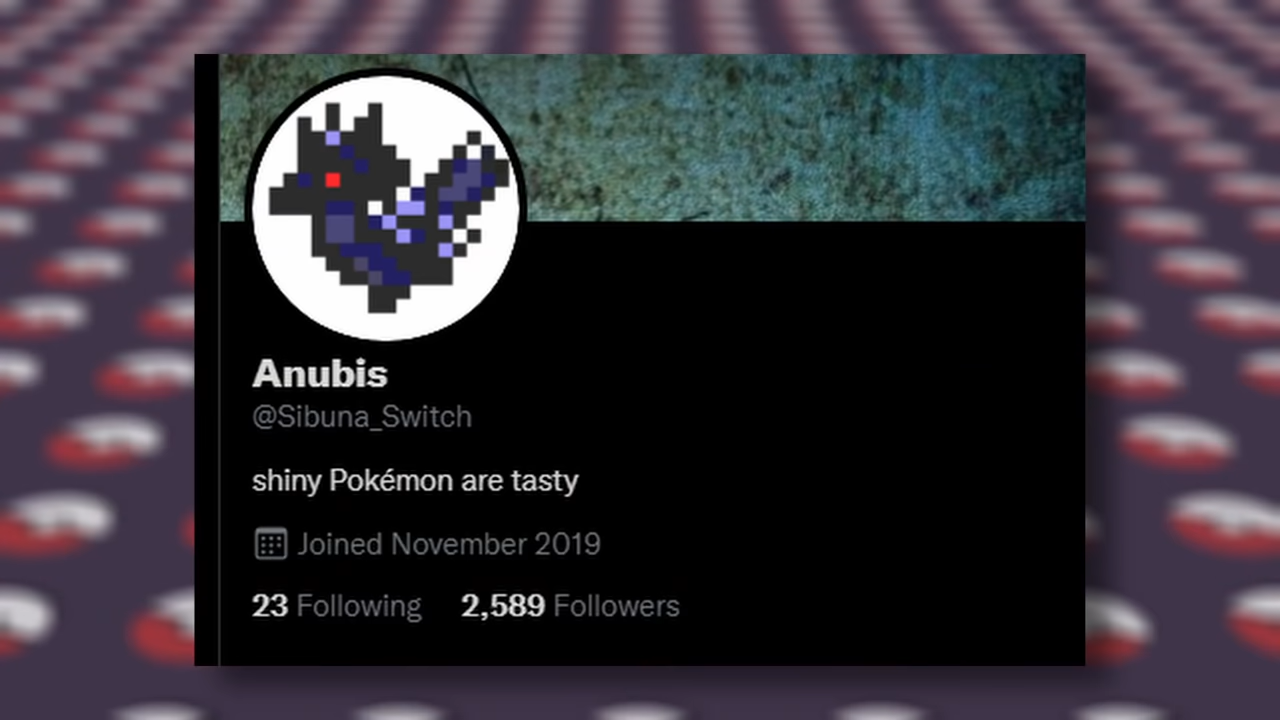 Anubis
@Sibuna_Switch
shiny Pokémon are tasty
Joined November 2019
23 Following 2,589 Followers